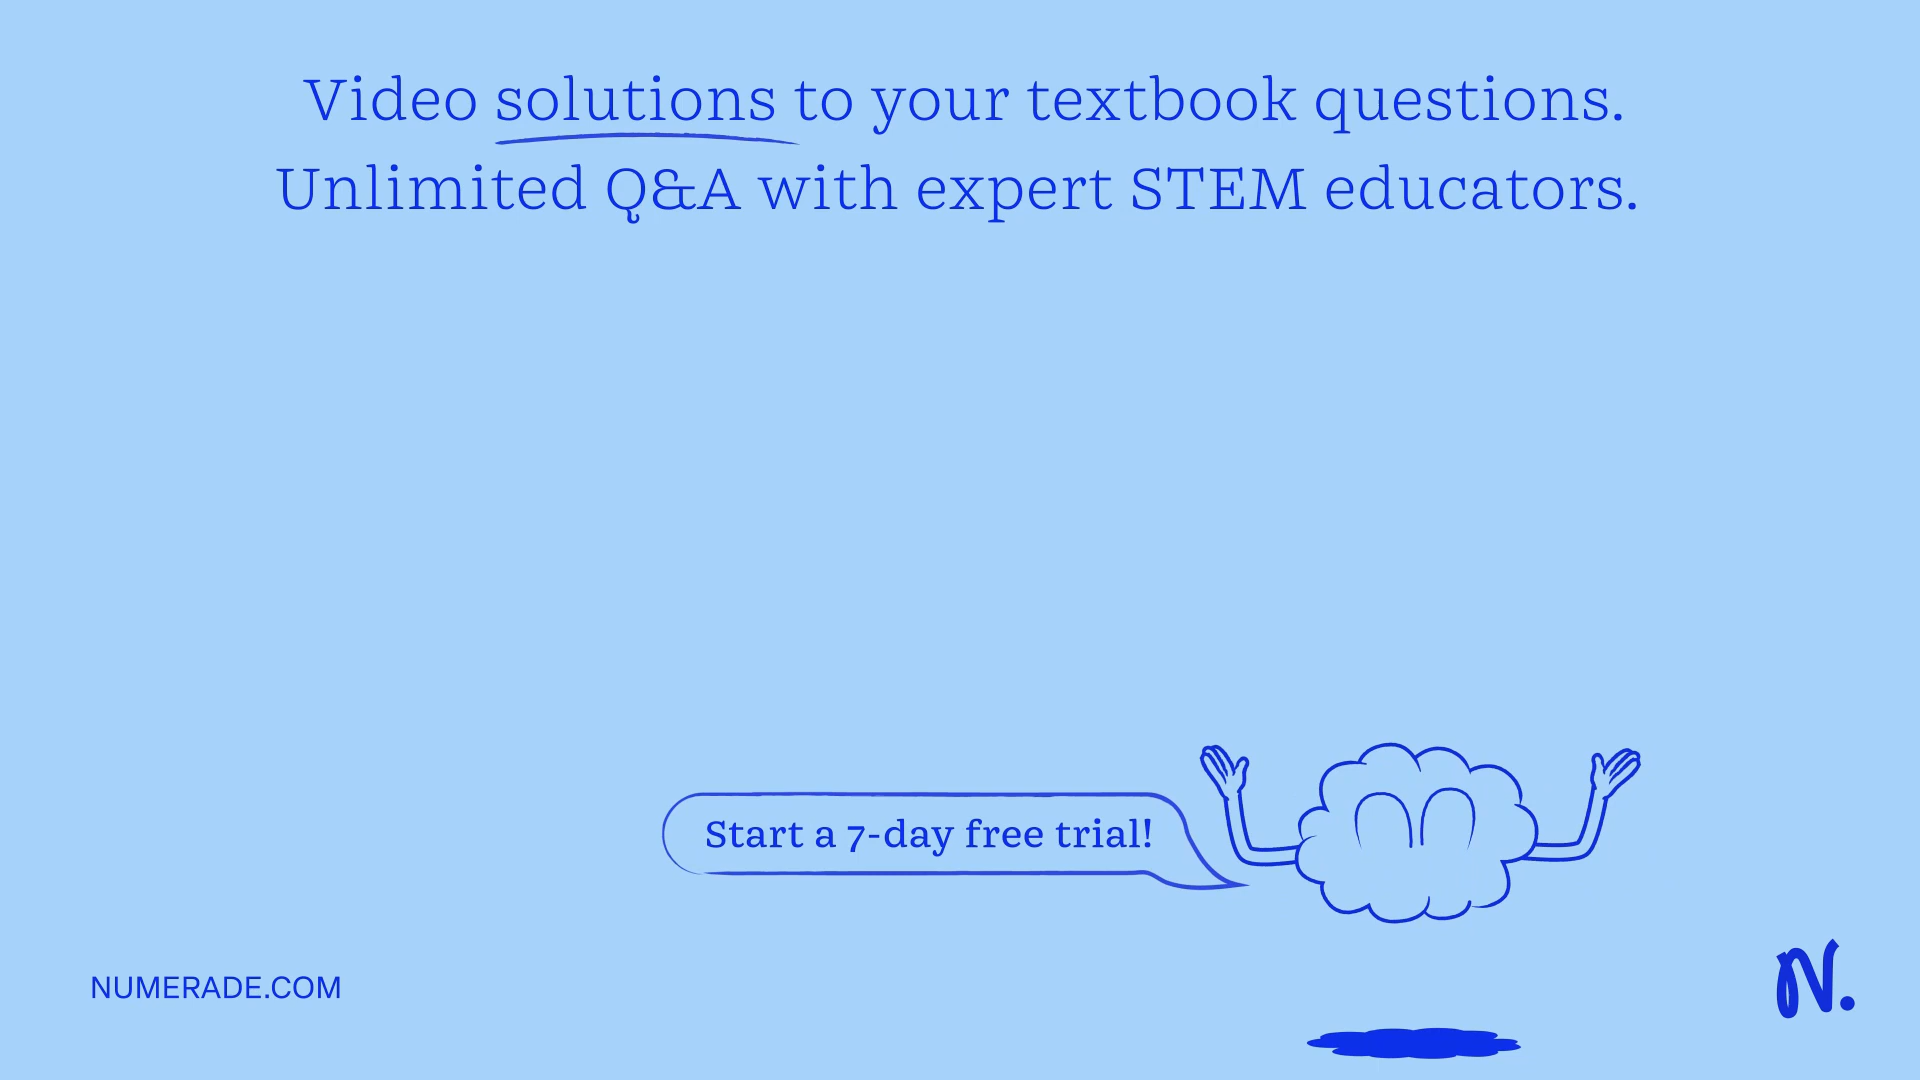 Video solutions to your textbook questions.
Unlimited Q&A with expert STEM educators.
Start a 7-day free trial!
NUMERADE.COM
N.